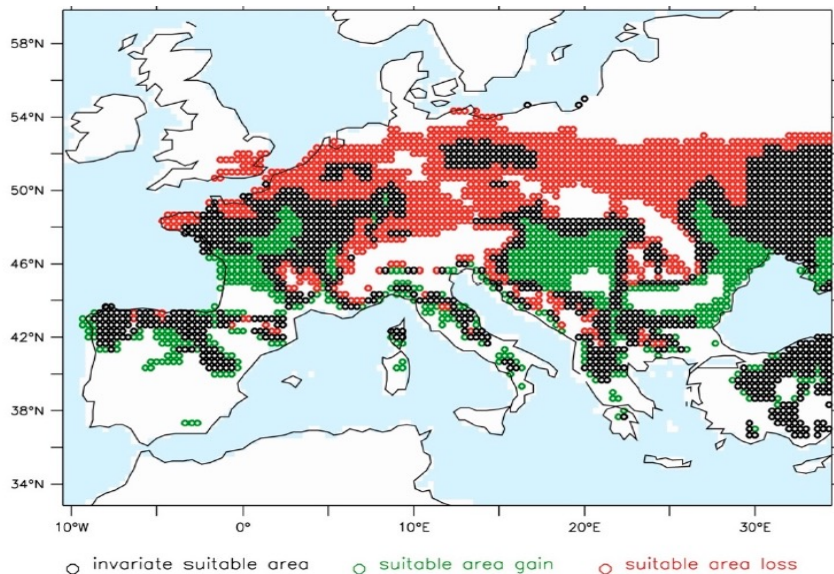 58°N
54°N
50°N
46°N
42°N
38°N
34°N
10°W 0° 10°E 20°E 30°E
invariate suitable area suitable area gain suitable area loss